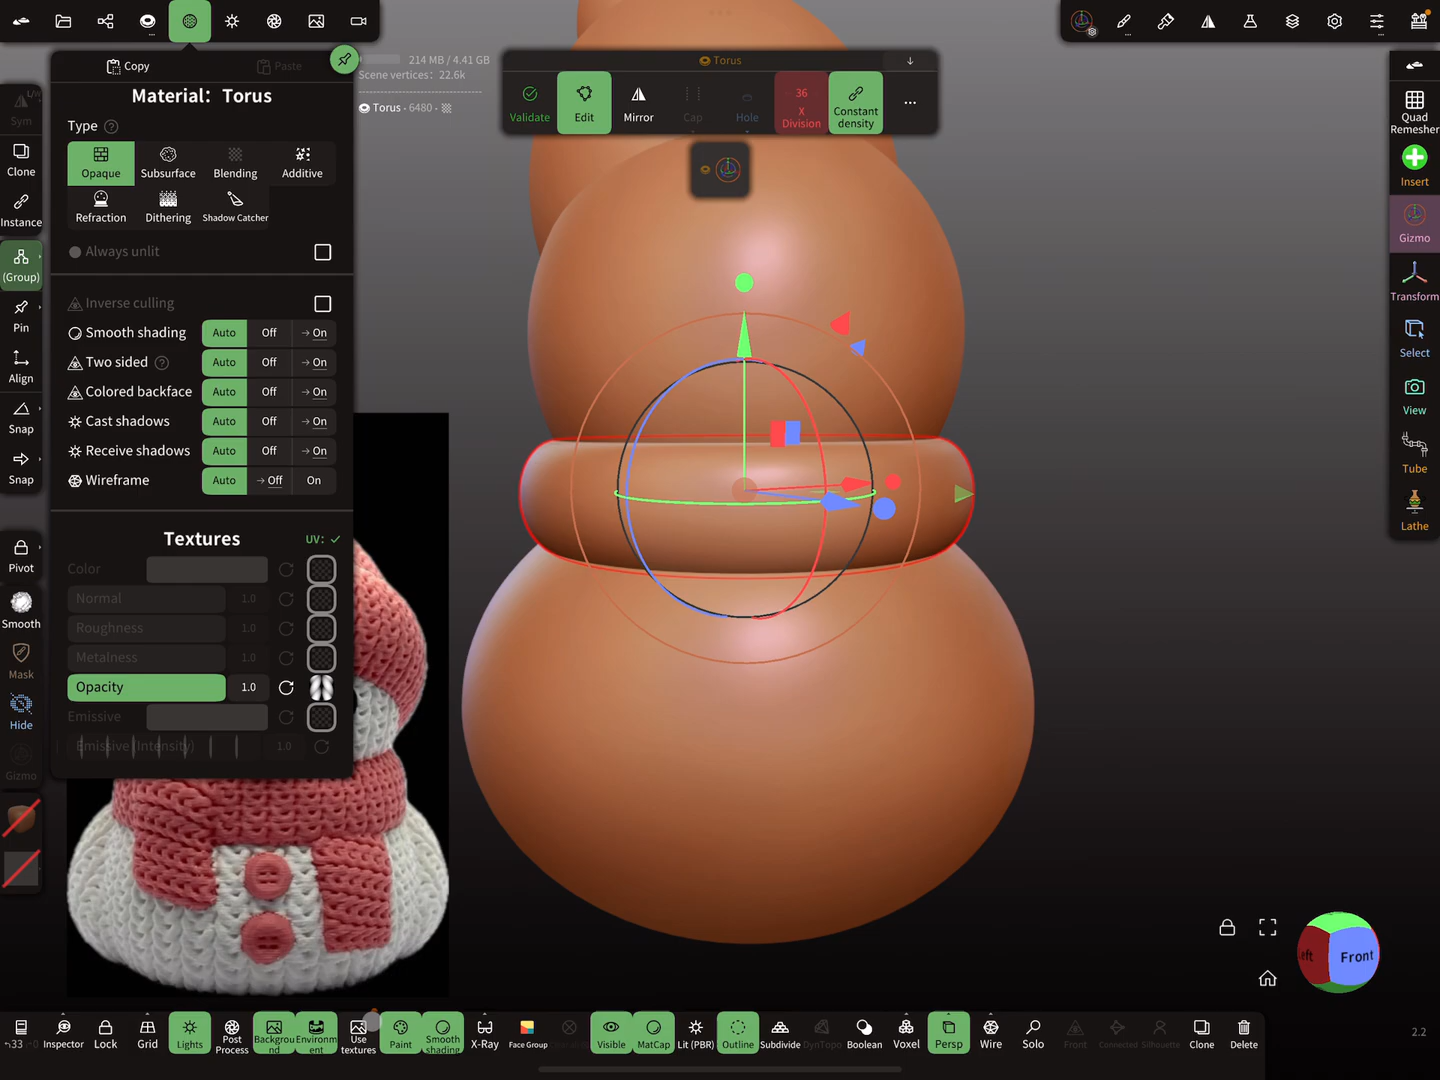 214 MB / 4.41 GB
Scene vertices: 22.6k
Torus - 6480 -
Copy
Paste
Material: Torus
Type ?
Opaque
Subsurface
Blending
Additive
Refraction
Dithering
Shadow Catcher
Always unlit
Inverse culling
Smooth shading Auto Off → On
Two sided ? Auto Off → On
Colored backface Auto Off → On
Cast shadows Auto Off → On
Receive shadows Auto Off → On
Wireframe Auto → Off On
Textures UV: ✓
Color
Normal 1.0
Roughness 1.0
Metalness 1.0
Opacity 1.0
Emissive
Emissive (Intensity) 1.0
Sym
Clone
Instance
(Group)
Pin
Align
Snap
Snap
Pivot
Smooth
Mask
Hide
Gizmo
Torus
Validate
Edit
Mirror
Cap
Hole
36
X
Division
Constant
density
...
Quad
Remesher
Insert
Gizmo
Transform
Select
View
Tube
Lathe
Left
Front
Inspector
Lock
Grid
Lights
Post
Process
Backgrou
nd
Environm
ent
Use
textures
Paint
Smooth
shading
X-Ray
Face Group
Visible
MatCap
Lit (PBR)
Outline
Subdivide
DynTopo
Boolean
Voxel
Persp
Wire
Solo
Front
Connected
Silhouette
Clone
Delete
2.2